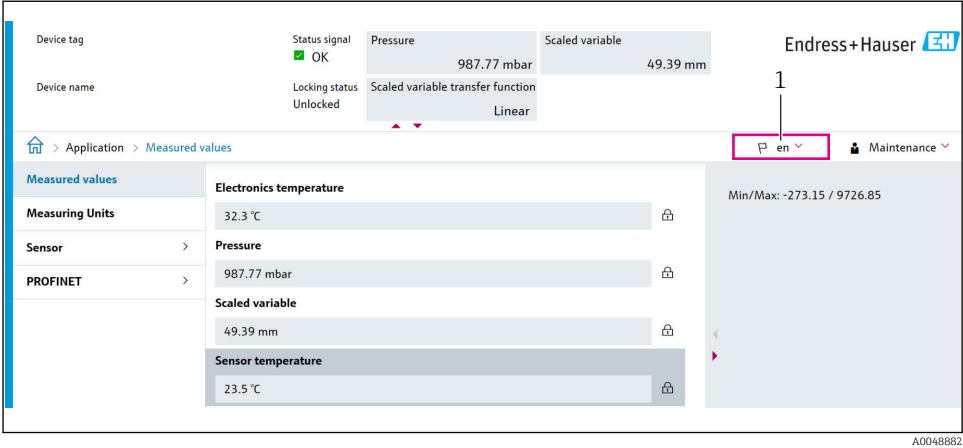 Device tag
Status signal
OK
Pressure
987.77 mbar
Scaled variable
49.39 mm
Endress+Hauser EH
Device name
Locking status
Unlocked
Scaled variable transfer function
Linear
1
> Application > Measured values
en
Maintenance
Measured values
Measuring Units
Sensor >
PROFINET >
Electronics temperature
32.3 °C
Pressure
987.77 mbar
Scaled variable
49.39 mm
Sensor temperature
23.5 °C
Min/Max: -273.15 / 9726.85
A0048882